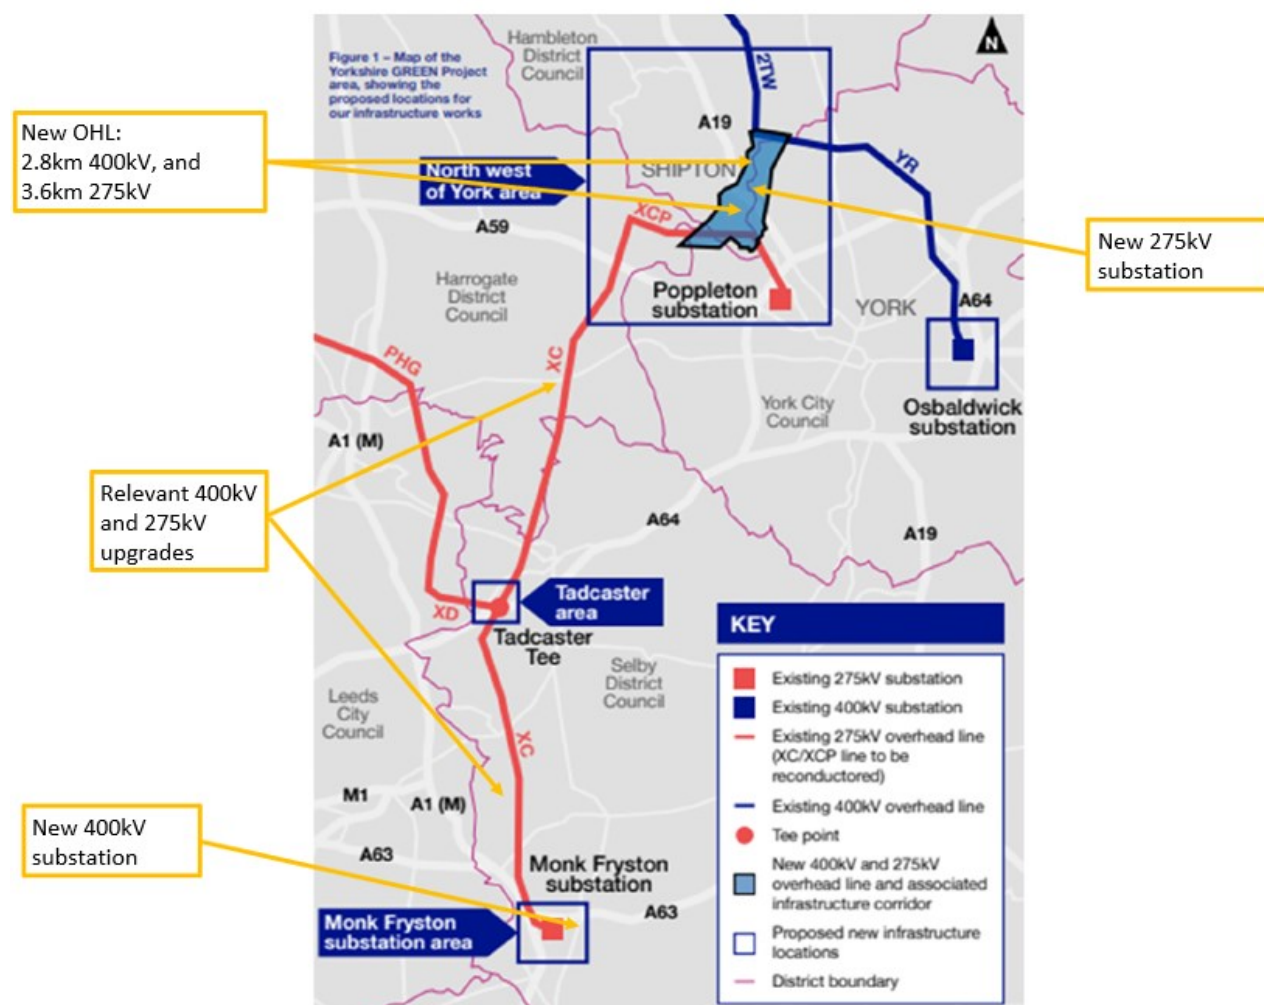 Figure 1 – Map of the
Yorkshire GREEN Project
area, showing the
proposed locations for
our infrastructure works
Hambleton
District
Council
N
2TW
New OHL:
2.8km 400kV, and
3.6km 275kV
A19
North west
of York area
SHIPTON
YR
XCP
A59
New 275kV
substation
Harrogate
District
Council
Poppleton
substation
YORK
A64
PHG
XC
York City
Council
Osbaldwick
substation
A1 (M)
Relevant 400kV
and 275kV
upgrades
A64
A19
XD
Tadcaster
area
Tadcaster
Tee
Selby
District
Council
Leeds
City
Council
XC
M1
A1 (M)
New 400kV
substation
A63
Monk Fryston
substation
A63
Monk Fryston
substation area
KEY
Existing 275kV substation
Existing 400kV substation
Existing 275kV overhead line
(XC/XCP line to be
reconductored)
Existing 400kV overhead line
Tee point
New 400kV and 275kV
overhead line and associated
infrastructure corridor
Proposed new infrastructure
locations
District boundary